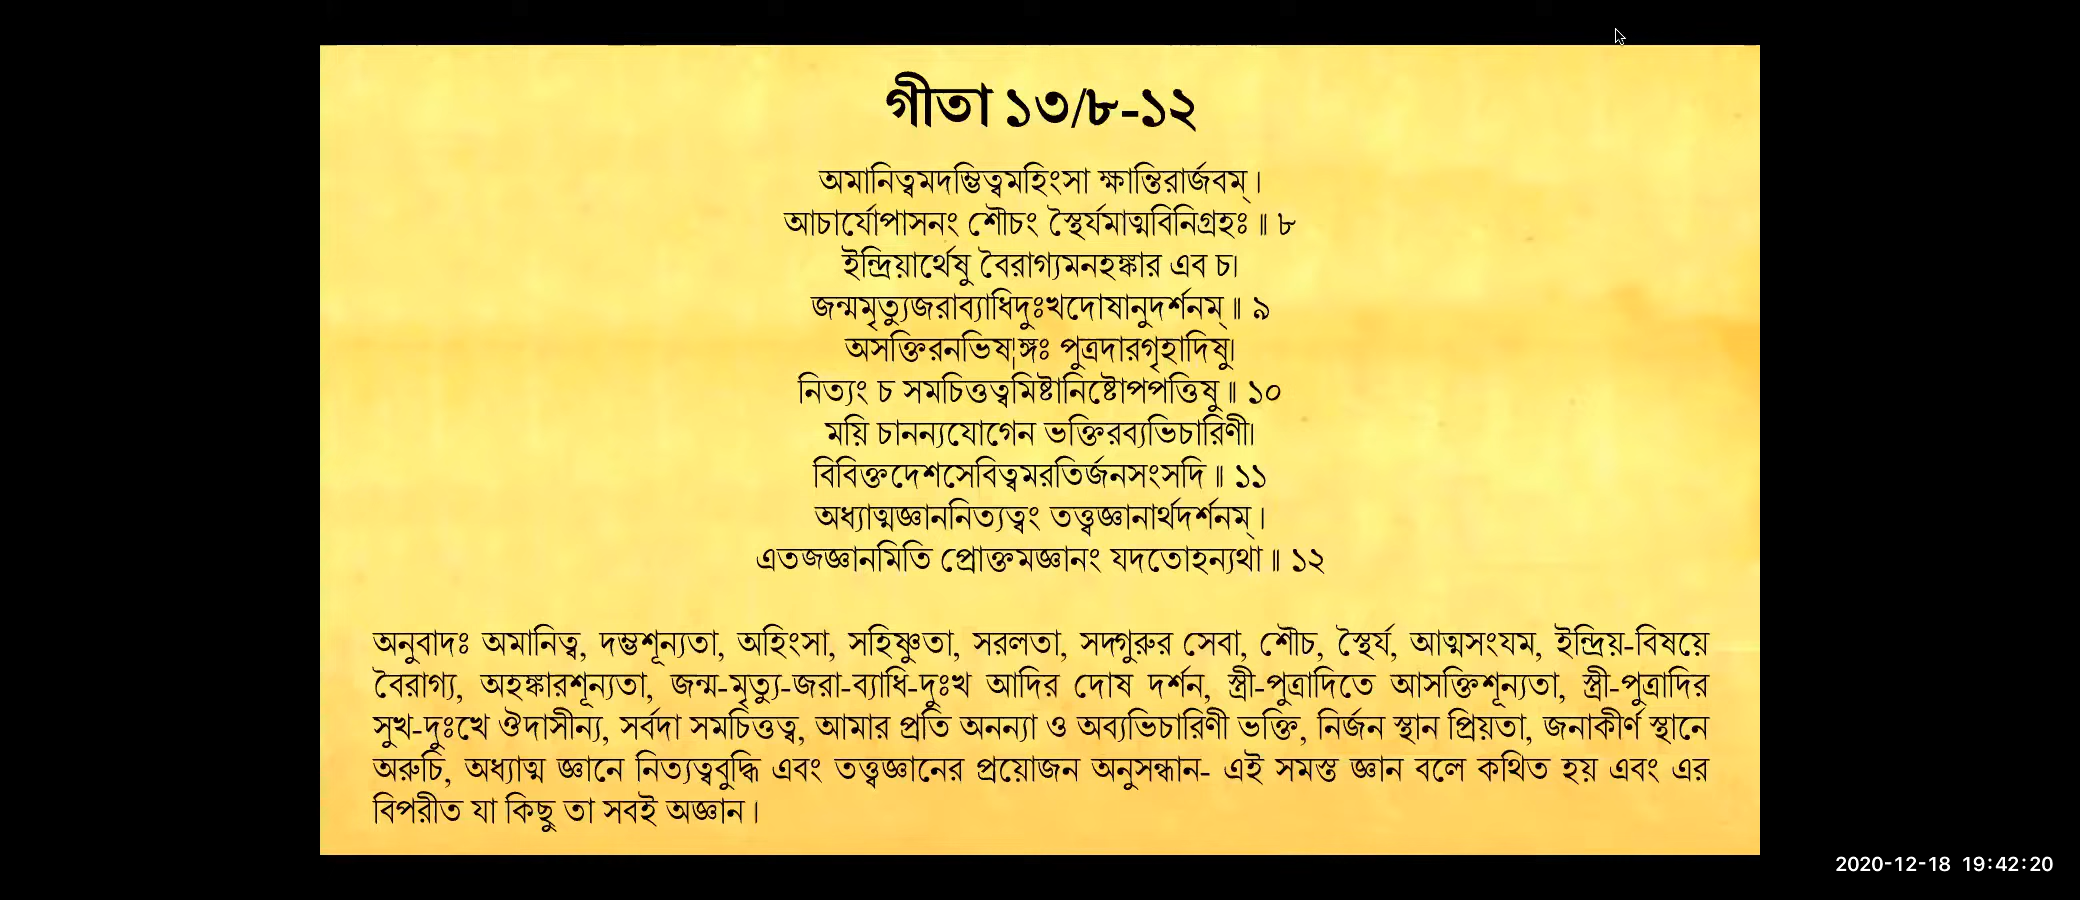 গীতা ১৩/৮-১২
অমানিত্বমদম্ভিত্বমহিংসা ক্ষান্তিরার্জবম্।
আচার্যোপাসনং শৌচং স্থৈর্যমাত্মবিনিগ্রহঃ॥ ৮
ইন্দ্রিয়ার্থেষু বৈরাগ্যমনহঙ্কার এব চ।
জন্মমৃত্যুজরাব্যাধিদুঃখদোষানুদর্শনম্॥ ৯
অসক্তিরনভিষ¦ঙ্গঃ পুত্রদারগৃহাদিষু।
নিত্যং চ সমচিত্তত্বমিষ্টানিষ্টোপপত্তিষু॥ ১০
ময়ি চানন্যযোগেন ভক্তিরব্যভিচারিণী।
বিবিক্তদেশসেবিত্বমরতির্জনসংসদি॥ ১১
অধ্যাত্মজ্ঞাননিত্যত্বং তত্ত্বজ্ঞানার্থদর্শনম্।
এতজজ্ঞানমিতি প্রোক্তমজ্ঞানং যদতোহন্যথা॥ ১২
অনুবাদঃ অমানিত্ব, দম্ভশূন্যতা, অহিংসা, সহিষ্ণুতা, সরলতা, সদ্গুরুর সেবা, শৌচ, স্থৈর্য, আত্মসংযম, ইন্দ্রিয়-বিষয়ে
বৈরাগ্য, অহঙ্কারশূন্যতা, জন্ম-মৃত্যু-জরা-ব্যাধি-দুঃখ আদির দোষ দর্শন, স্ত্রী-পুত্রাদিতে আসক্তিশূন্যতা, স্ত্রী-পুত্রাদির
সুখ-দুঃখে ঔদাসীন্য, সর্বদা সমচিত্তত্ব, আমার প্রতি অনন্যা ও অব্যভিচারিণী ভক্তি, নির্জন স্থান প্রিয়তা, জনাকীর্ণ স্থানে
অরুচি, অধ্যাত্ম জ্ঞানে নিত্যত্ববুদ্ধি এবং তত্ত্বজ্ঞানের প্রয়োজন অনুসন্ধান- এই সমস্ত জ্ঞান বলে কথিত হয় এবং এর
বিপরীত যা কিছু তা সবই অজ্ঞান।
2020-12-18 19:42:20